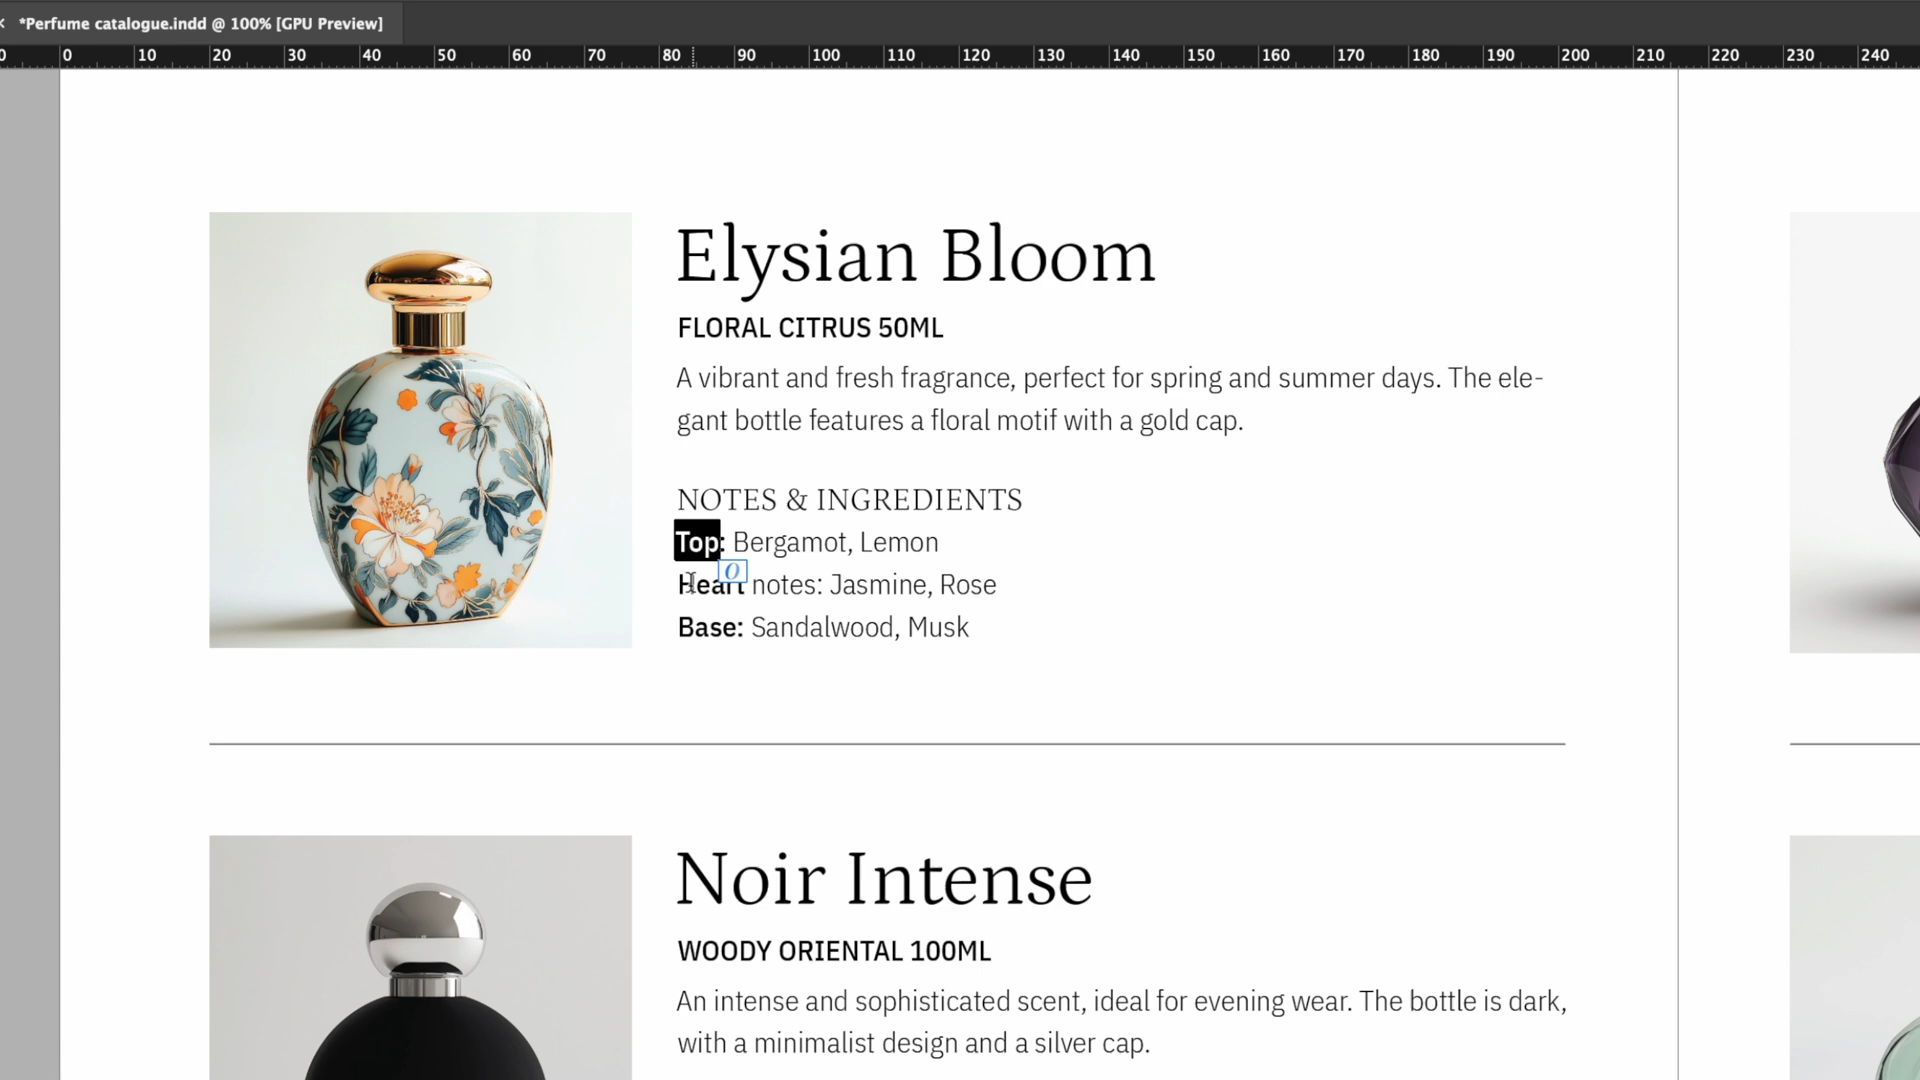 *Perfume catalogue.indd @ 100% [GPU Preview]
0 0 10 20 30 40 50 60 70 80 90 100 110 120 130 140 150 160 170 180 190 200 210 220 230 240
Elysian Bloom
FLORAL CITRUS 50ML
A vibrant and fresh fragrance, perfect for spring and summer days. The ele-
gant bottle features a floral motif with a gold cap.
NOTES & INGREDIENTS
Top: Bergamot, Lemon
O
Heart notes: Jasmine, Rose
Base: Sandalwood, Musk
Noir Intense
WOODY ORIENTAL 100ML
An intense and sophisticated scent, ideal for evening wear. The bottle is dark,
with a minimalist design and a silver cap.